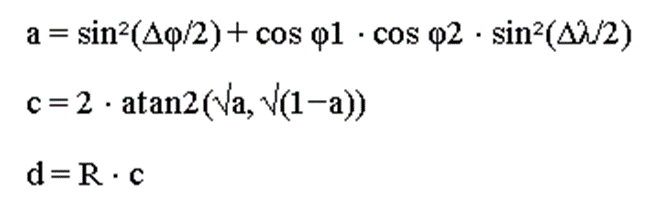 a = sin²(Δφ/2) + cos φ1 · cos φ2 · sin²(Δλ/2)
c = 2 · atan2(√a, √(1−a))
d = R · c